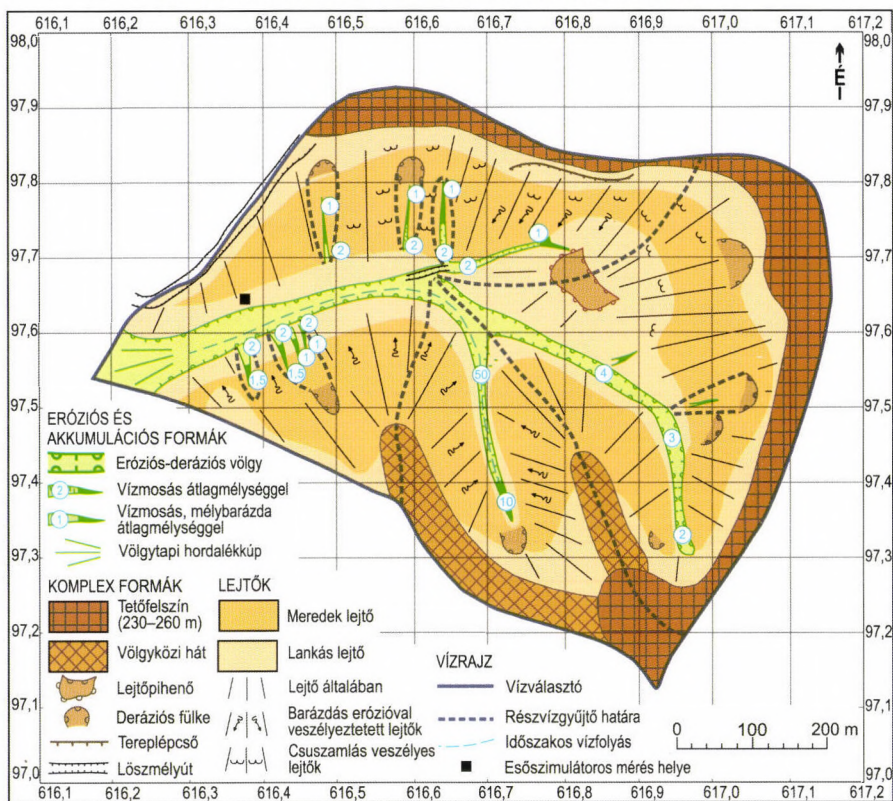 616,1 616,2 616,3 616,4 616,5 616,6 616,7 616,8 616,9 617,0 617,1 617,2
98,0 98,0
É
97,9 97,9
97,8 97,8
1 1 1
97,7 2 2 2 2 1 97,7
97,6 97,6
2 2 2 1 1
1,5 1,5 50 4
97,5 97,5
3
97,4 97,4
10
2
97,3 97,3
97,2 97,2
97,1 97,1
97,0 97,0
ERÓZIÓS ÉS
AKKUMULÁCIÓS FORMÁK
Eróziós-deráziós völgy
2 Vízmosás átlagmélységgel
1 Vízmosás, mélybarázda
átlagmélységgel
Völgytapi hordalékkúp
KOMPLEX FORMÁK
Tetőfelszín
(230–260 m)
Völgyközi hát
Lejtőpihenő
Deráziós fülke
Tereplépcső
Löszmélyút
LEJTŐK
Meredek lejtő
Lankás lejtő
Lejtő általában
Barázdás erózióval
veszélyeztetett lejtők
Csuszamlás veszélyes
lejtők
VÍZRAJZ
Vízválasztó
Részvízgyűjtő határa
Időszakos vízfolyás
Esőszimulátoros mérés helye
0 100 200 m
616,1 616,2 616,3 616,4 616,5 616,6 616,7 616,8 616,9 617,0 617,1 617,2